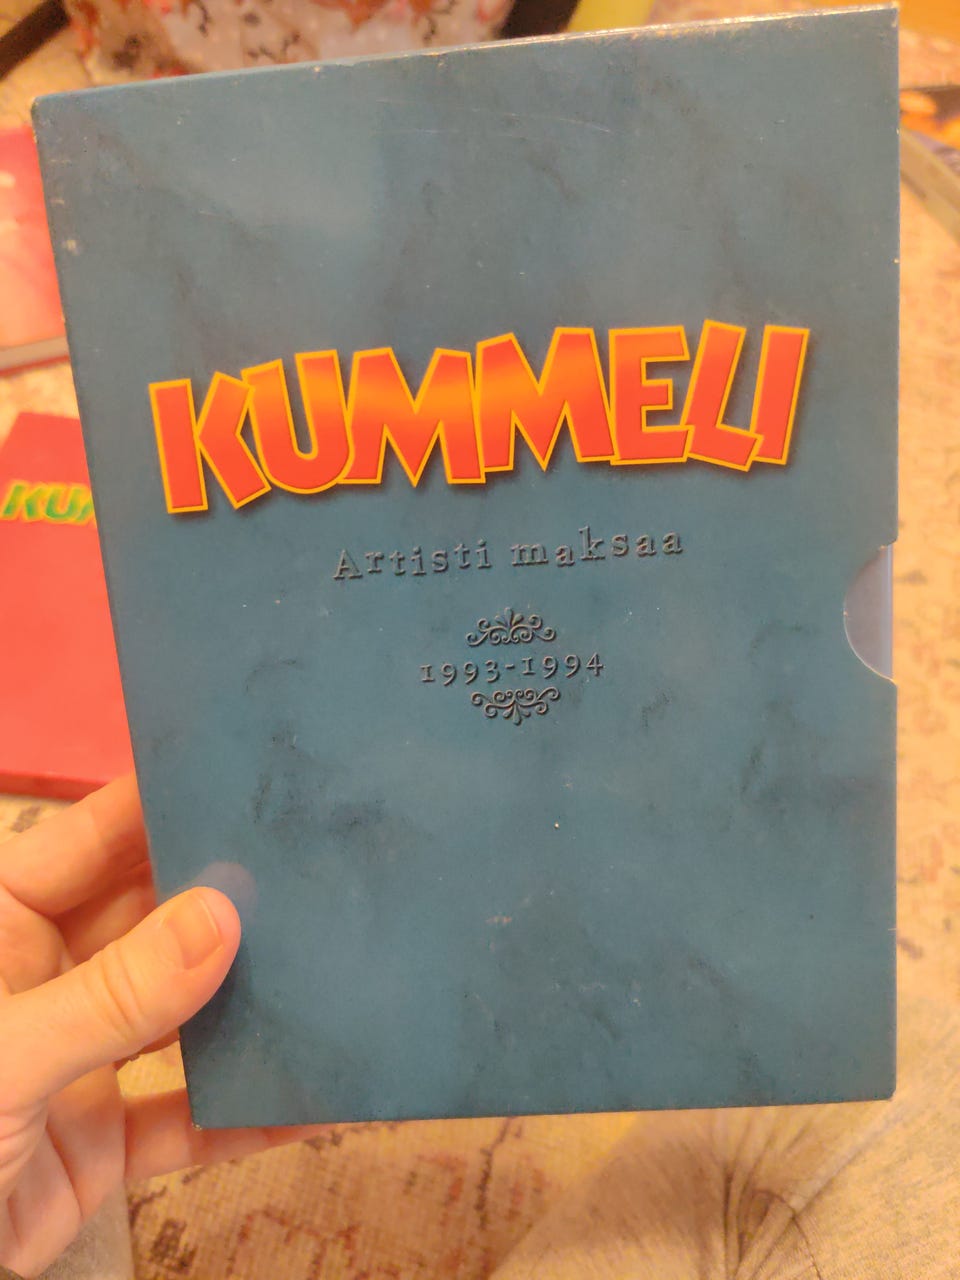 KUMMELI
Artisti maksaa
1993-1994